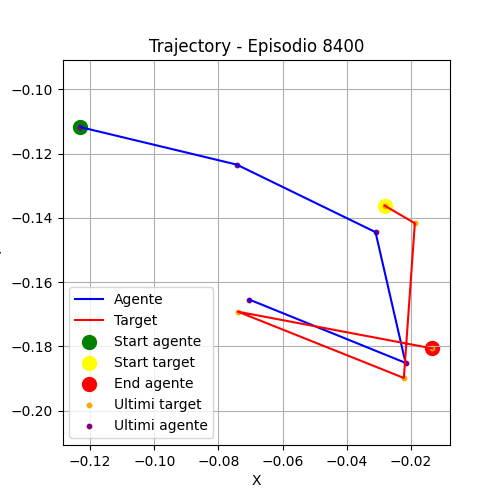 Trajectory - Episodio 8400
−0.10
−0.12
−0.14
−0.16
−0.18
−0.20
Agente
Target
Start agente
Start target
End agente
Ultimi target
Ultimi agente
−0.12 −0.10 −0.08 −0.06 −0.04 −0.02
X